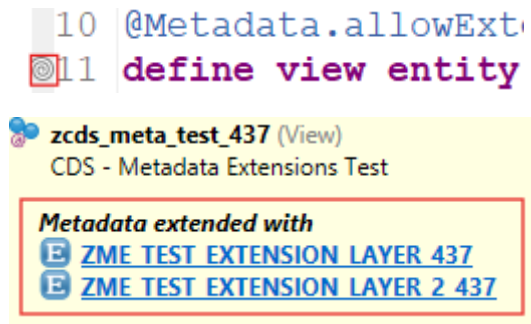 10 @Metadata.allowExt
11 define view entity
zcds_meta_test_437 (View)
CDS - Metadata Extensions Test
Metadata extended with
E ZME TEST EXTENSION LAYER 437
E ZME TEST EXTENSION LAYER 2 437